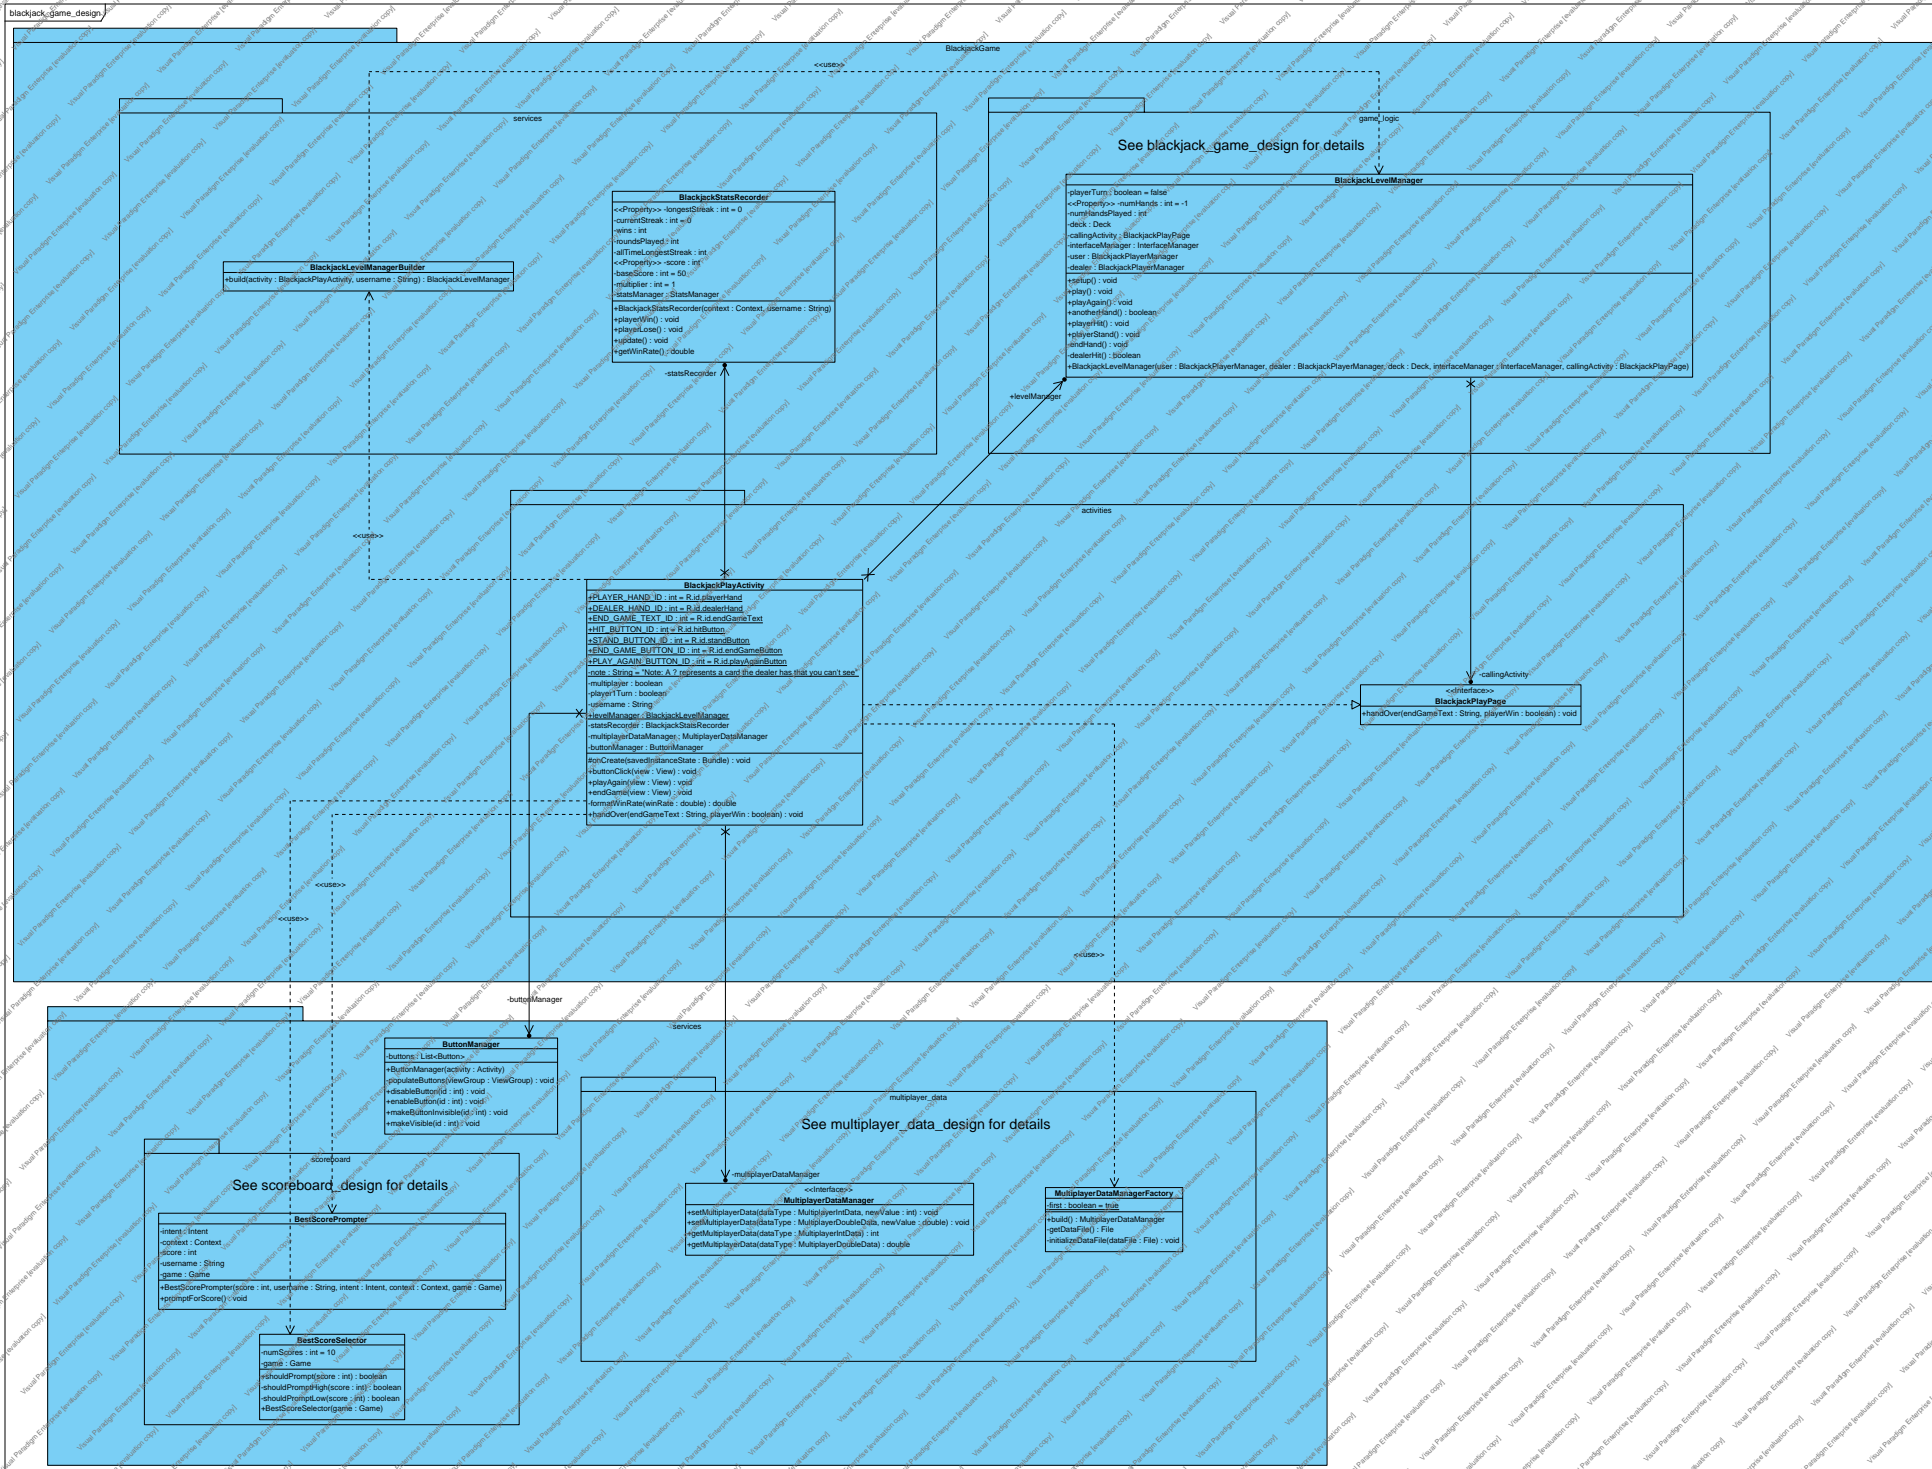 blackjack_game_design
BlackjackGame
<<use>>
services
game_logic
See blackjack_game_design for details
BlackjackLevelManager
-playerTurn : boolean = false
<<Property>> -numHands : int = -1
-numHandsPlayed : int
-deck : Deck
-callingActivity : BlackjackPlayPage
-interfaceManager : InterfaceManager
-user : BlackjackPlayerManager
-dealer : BlackjackPlayerManager
+setup() : void
+play() : void
+playAgain() : void
+anotherHand() : boolean
+playerHit() : void
+playerStand() : void
-endHand() : void
-dealerHit() : boolean
+BlackjackLevelManager(user : BlackjackPlayerManager, dealer : BlackjackPlayerManager, deck : Deck, interfaceManager : InterfaceManager, callingActivity : BlackjackPlayPage)
BlackjackStatsRecorder
<<Property>> -longestStreak : int = 0
-currentStreak : int = 0
-wins : int
-roundsPlayed : int
-allTimeLongestStreak : int
<<Property>> -score : int
-baseScore : int = 50
-multiplier : int = 1
-statsManager : StatsManager
+BlackjackStatsRecorder(context : Context, username : String)
+playerWin() : void
+playerLose() : void
+update() : void
+getWinRate() : double
BlackjackLevelManagerBuilder
+build(activity : BlackjackPlayActivity, username : String) : BlackjackLevelManager
-statsRecorder
+levelManager
activities
<<use>>
BlackjackPlayActivity
+PLAYER_HAND_ID : int = R.id.playerHand
+DEALER_HAND_ID : int = R.id.dealerHand
+END_GAME_TEXT_ID : int = R.id.endGameText
+HIT_BUTTON_ID : int = R.id.hitButton
+STAND_BUTTON_ID : int = R.id.standButton
+END_GAME_BUTTON_ID : int = R.id.endGameButton
+PLAY_AGAIN_BUTTON_ID : int = R.id.playAgainButton
-note : String = "Note: A ? represents a card the dealer has that you can't see"
-multiplayer : boolean
-player1Turn : boolean
-username : String
+levelManager : BlackjackLevelManager
-statsRecorder : BlackjackStatsRecorder
-multiplayerDataManager : MultiplayerDataManager
-buttonManager : ButtonManager
#onCreate(savedInstanceState : Bundle) : void
+buttonClick(view : View) : void
+playAgain(view : View) : void
+endGame(view : View) : void
-formatWinRate(winRate : double) : double
+handOver(endGameText : String, playerWin : boolean) : void
-callingActivity
<<Interface>>
BlackjackPlayPage
+handOver(endGameText : String, playerWin : boolean) : void
<<use>>
<<use>>
<<use>>
-buttonManager
services
ButtonManager
-buttons : List<Button>
+ButtonManager(activity : Activity)
-populateButtons(viewGroup : ViewGroup) : void
+disableButton(id : int) : void
+enableButton(id : int) : void
+makeButtonInvisible(id : int) : void
+makeVisible(id : int) : void
multiplayer_data
See multiplayer_data_design for details
-multiplayerDataManager
<<Interface>>
MultiplayerDataManager
+setMultiplayerData(dataType : MultiplayerIntData, newValue : int) : void
+setMultiplayerData(dataType : MultiplayerDoubleData, newValue : double) : void
+getMultiplayerData(dataType : MultiplayerIntData) : int
+getMultiplayerData(dataType : MultiplayerDoubleData) : double
MultiplayerDataManagerFactory
-first : boolean = true
+build() : MultiplayerDataManager
-getDataFile() : File
-initializeDataFile(dataFile : File) : void
scoreboard
See scoreboard_design for details
BestScorePrompter
-intent : Intent
-context : Context
-score : int
-username : String
-game : Game
+BestScorePrompter(score : int, username : String, intent : Intent, context : Context, game : Game)
+promptForScore() : void
BestScoreSelector
-numScores : int = 10
-game : Game
+shouldPrompt(score : int) : boolean
-shouldPromptHigh(score : int) : boolean
-shouldPromptLow(score : int) : boolean
+BestScoreSelector(game : Game)
Visual Paradigm Enterprise [evaluation copy]